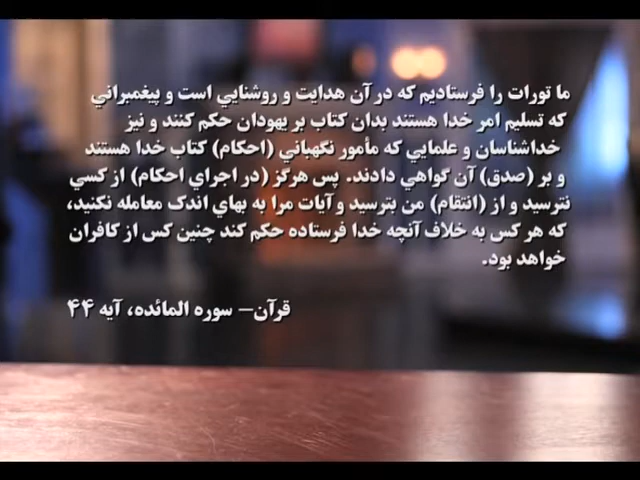 ما تورات را فرستاديم که در آن هدايت و روشنايي است و پيغمبراني
که تسليم امر خدا هستند بدان کتاب بر يهودان حکم کنند و نيز
خداشناسان و علمايي که مأمور نگهباني (احکام) کتاب خدا هستند
و بر (صدق) آن گواهي دادند. پس هرگز (در اجراي احکام) از کسي
نترسيد و از (انتقام) من بترسيد و آيات مرا به بهاي اندک معامله نکنيد،
که هر کس به خلاف آنچه خدا فرستاده حکم کند چنين کس از کافران
خواهد بود.
قرآن- سوره المائده، آيه ۴۴